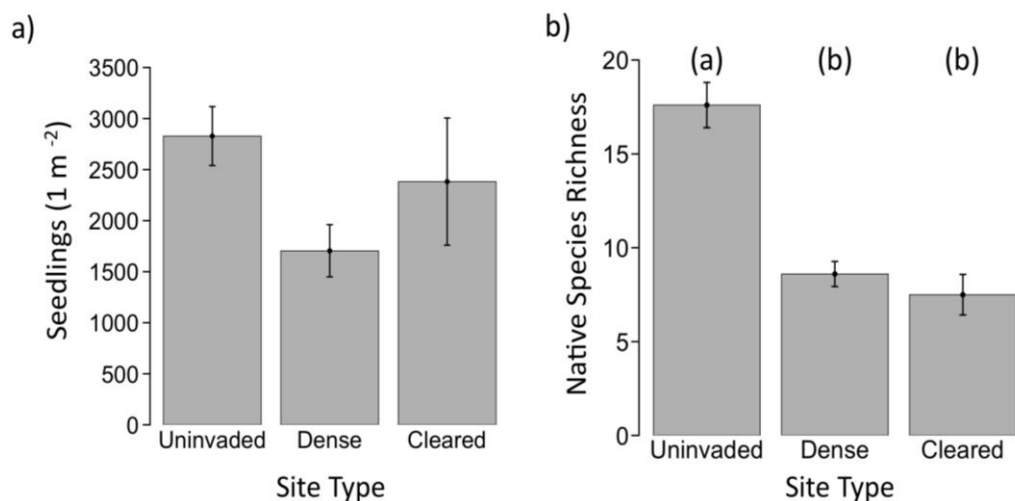 a)
Seedlings (1 m -2)
3500
3000
2500
2000
1500
1000
500
0
Uninvaded Dense Cleared
Site Type
b)
Native Species Richness
20
15
10
5
0
(a) (b) (b)
Uninvaded Dense Cleared
Site Type